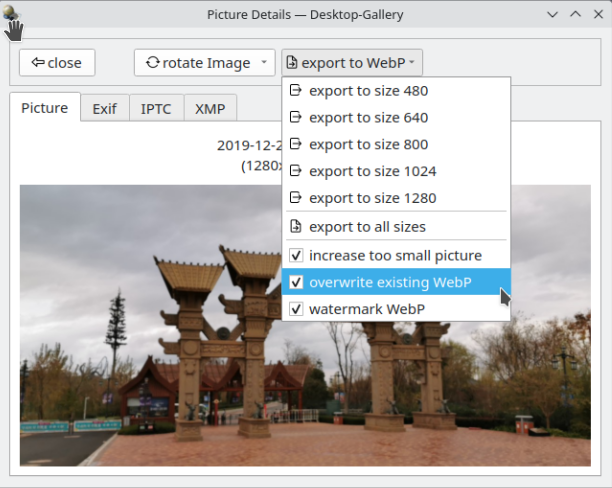 Picture Details — Desktop-Gallery
close
rotate Image
export to WebP
export to size 480
export to size 640
export to size 800
export to size 1024
export to size 1280
export to all sizes
increase too small picture
overwrite existing WebP
watermark WebP
Picture Exif IPTC XMP
2019-12-2
(1280